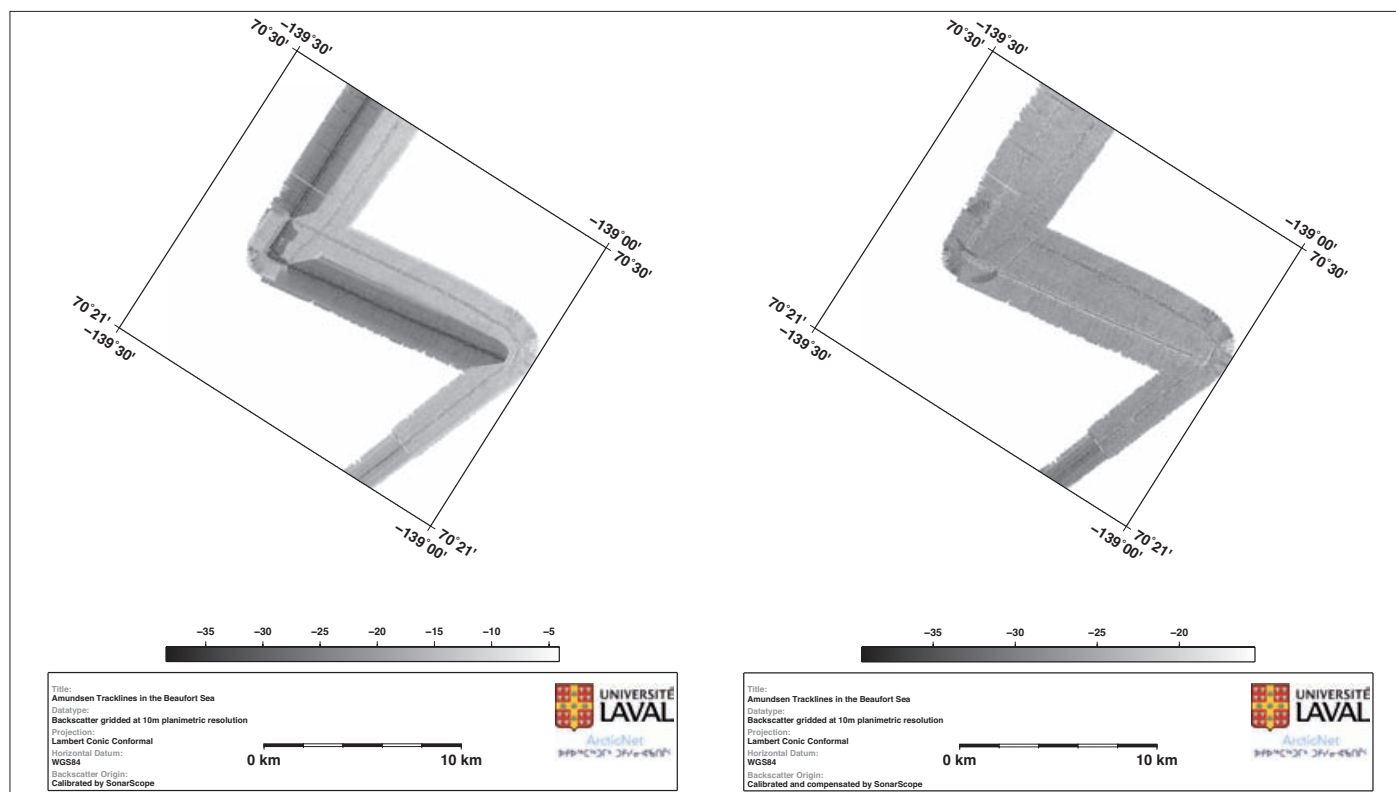 −139˚30'
70˚30'
−139˚00'
70˚30'
70˚21'
−139˚30'
70˚21'
−139˚00'
−35 −30 −25 −20 −15 −10 −5
Title:
Amundsen Tracklines in the Beaufort Sea
Datatype:
Backscatter gridded at 10m planimetric resolution
Projection:
Lambert Conic Conformal
Horizontal Datum:
WGS84
Backscatter Origin:
Calibrated by SonarScope
0 km 10 km
UNIVERSITÉ
LAVAL
ArcticNet
−139˚30'
70˚30'
−139˚00'
70˚30'
70˚21'
−139˚30'
70˚21'
−139˚00'
−35 −30 −25 −20
Title:
Amundsen Tracklines in the Beaufort Sea
Datatype:
Backscatter gridded at 10m planimetric resolution
Projection:
Lambert Conic Conformal
Horizontal Datum:
WGS84
Backscatter Origin:
Calibrated and compensated by SonarScope
0 km 10 km
UNIVERSITÉ
LAVAL
ArcticNet